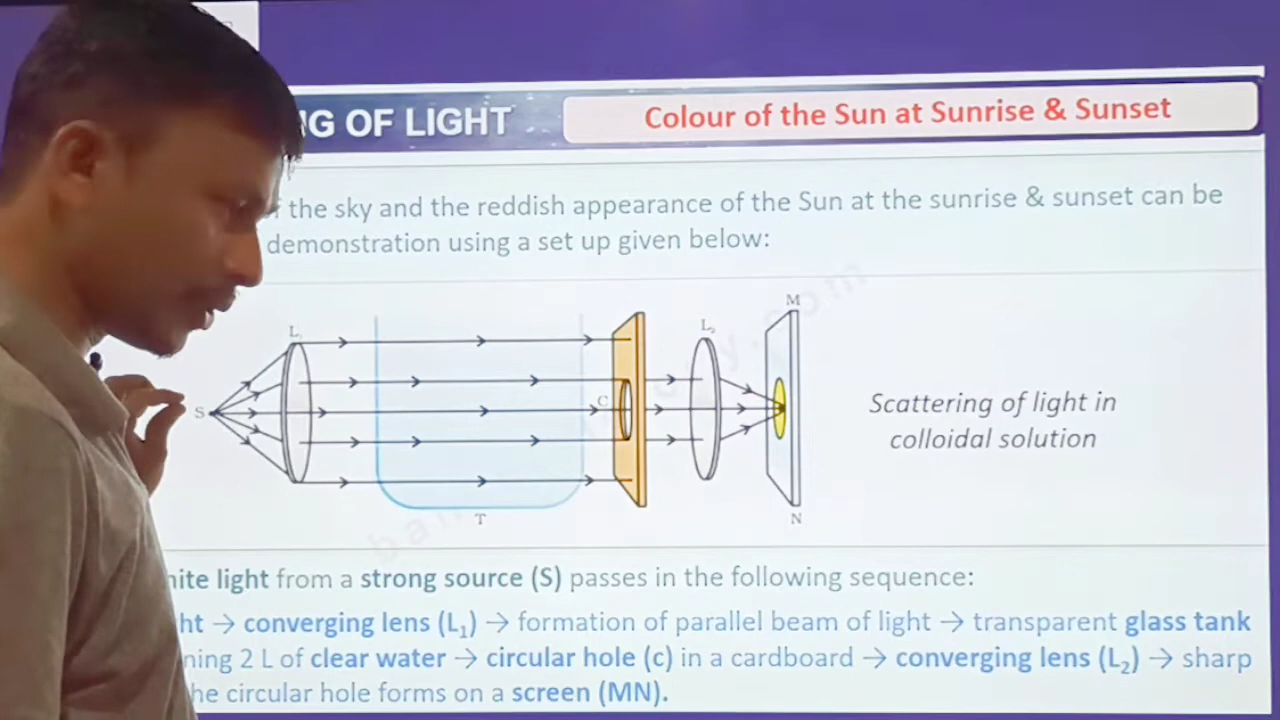 NG OF LIGHT
Colour of the Sun at Sunrise & Sunset
the sky and the reddish appearance of the Sun at the sunrise & sunset can be
demonstration using a set up given below:
M
L
L₂
S
C
Scattering of light in
colloidal solution
T
N
hite light from a strong source (S) passes in the following sequence:
ht → converging lens (L₁) → formation of parallel beam of light → transparent glass tank
ning 2 L of clear water → circular hole (c) in a cardboard → converging lens (L₂) → sharp
he circular hole forms on a screen (MN).